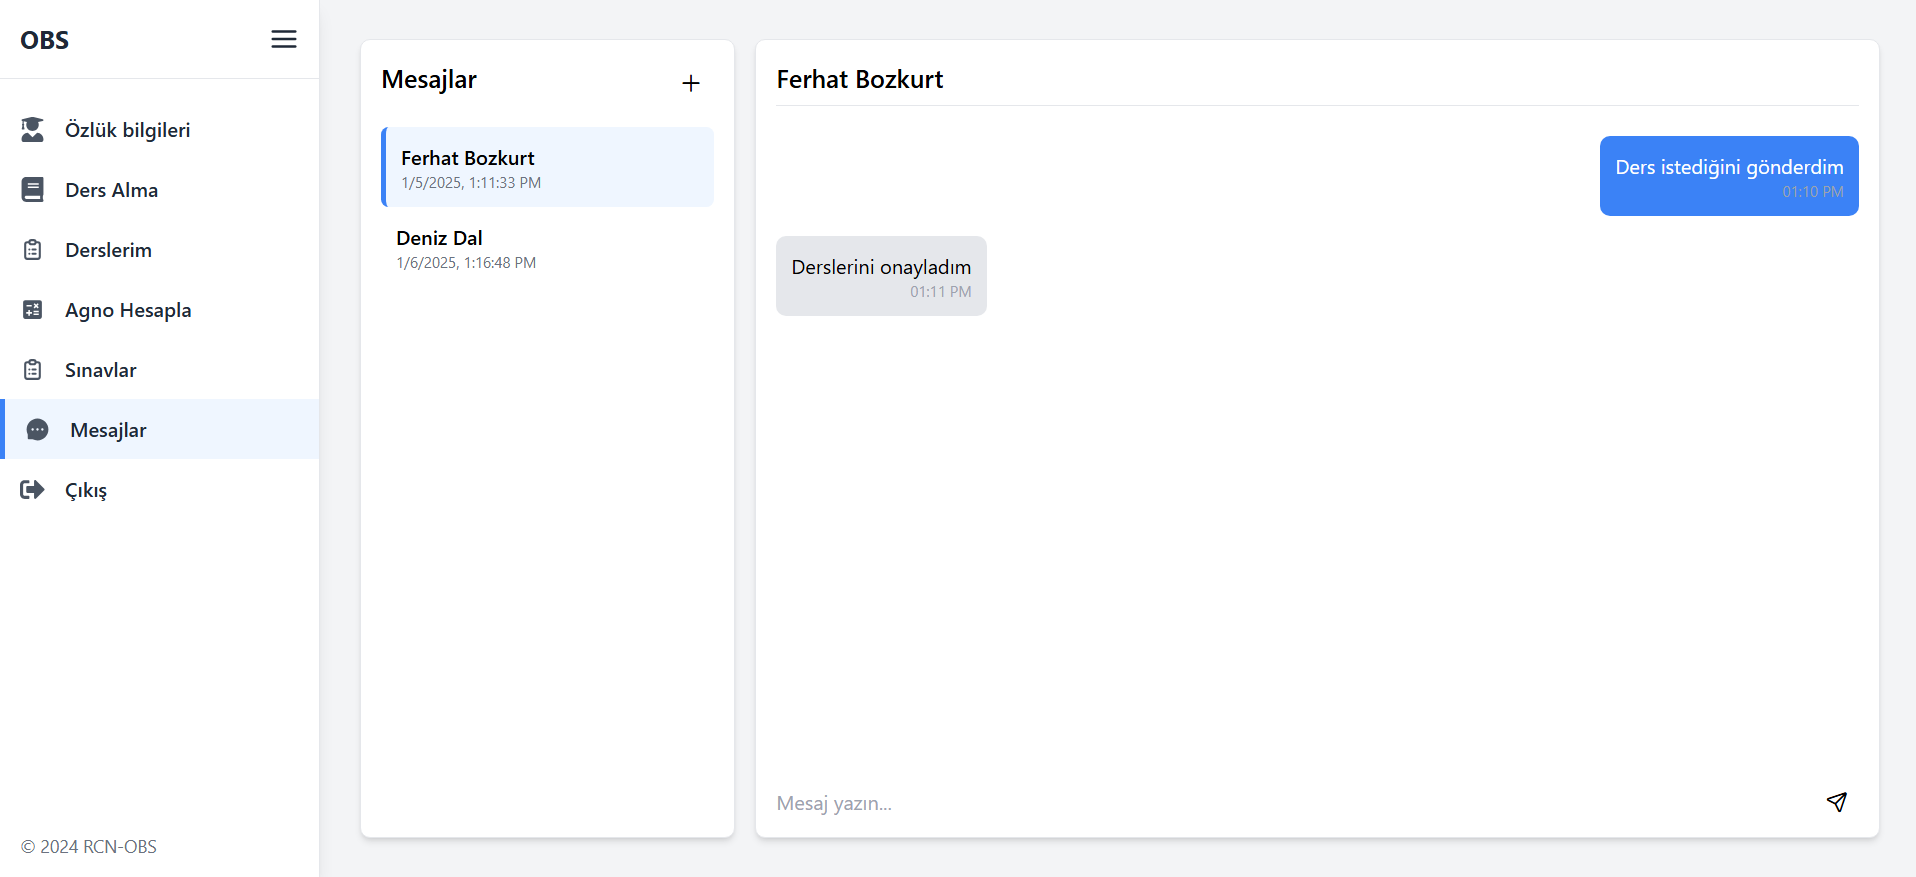 OBS
Özlük bilgileri
Ders Alma
Derslerim
Agno Hesapla
Sınavlar
Mesajlar
Çıkış
© 2024 RCN-OBS
Mesajlar
Ferhat Bozkurt
1/5/2025, 1:11:33 PM
Deniz Dal
1/6/2025, 1:16:48 PM
Ferhat Bozkurt
Ders istediğini gönderdim
01:10 PM
Derslerini onayladım
01:11 PM
Mesaj yazın...